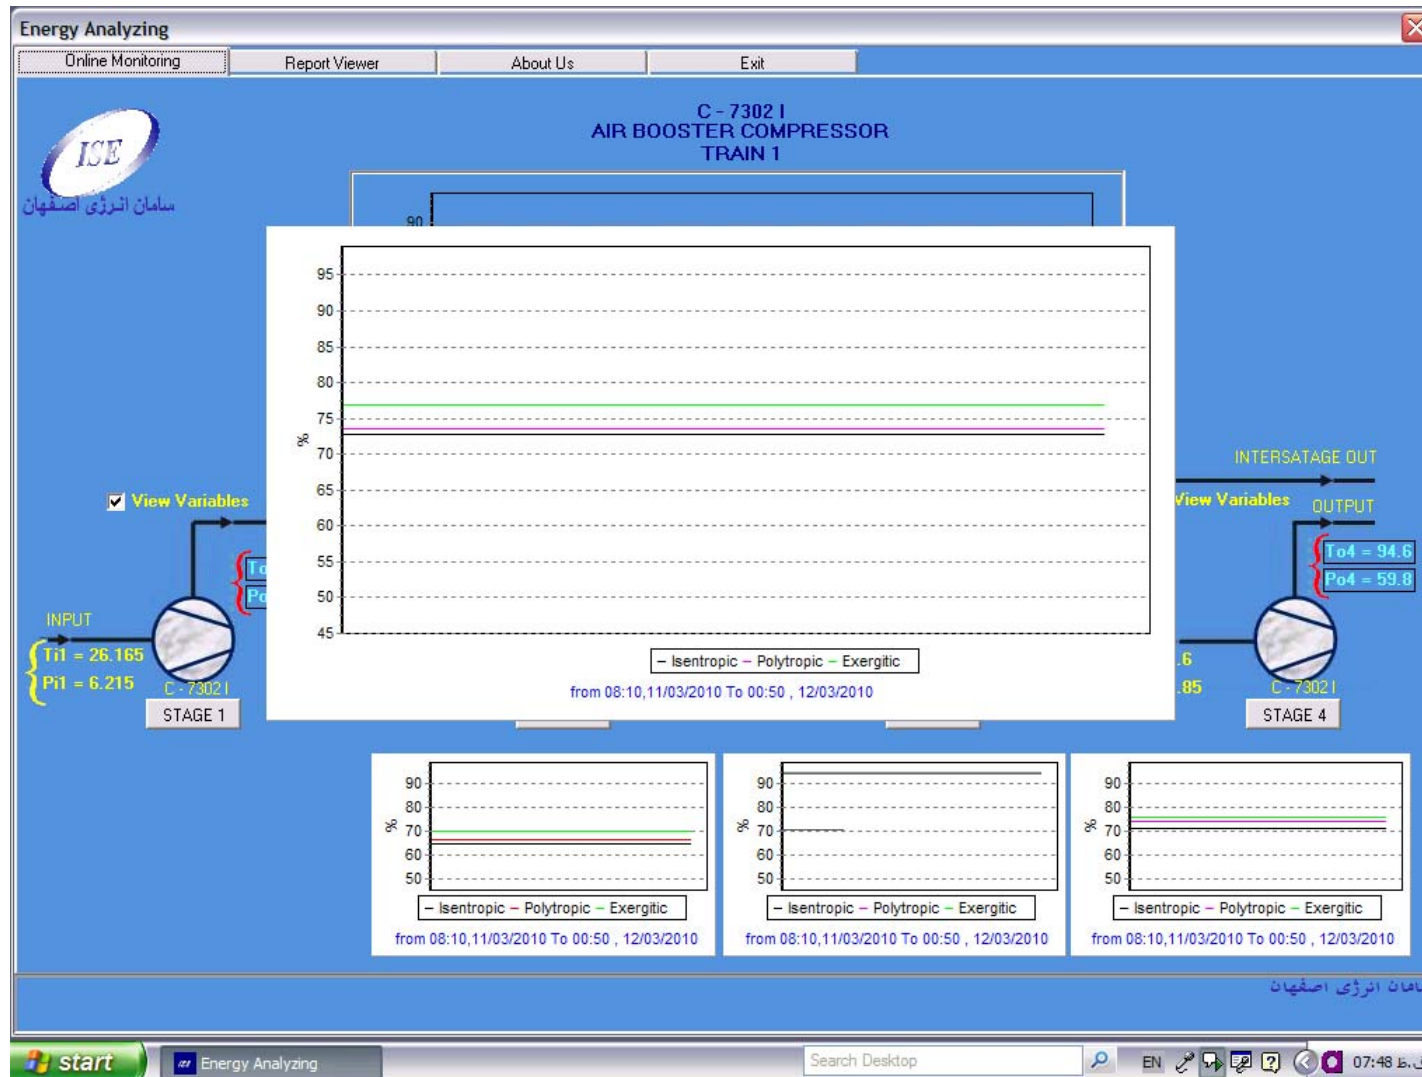 Energy Analyzing
Online Monitoring
Report Viewer
About Us
Exit
C - 7302 I
AIR BOOSTER COMPRESSOR
TRAIN 1
ISE
سامان انرژی اصفهان
90
95
90
85
80
75
70
65
60
55
50
45
%
– Isentropic – Polytropic – Exergitic
from 08:10,11/03/2010 To 00:50 , 12/03/2010
View Variables
INPUT
Ti1 = 26.165
Pi1 = 6.215
C - 7302 I
STAGE 1
INTERSATAGE OUT
View Variables
OUTPUT
To4 = 94.6
Po4 = 59.8
.6
.85
C - 7302 I
STAGE 4
90
80
70
60
50
%
– Isentropic – Polytropic – Exergitic
from 08:10,11/03/2010 To 00:50 , 12/03/2010
90
80
70
60
50
%
– Isentropic – Polytropic – Exergitic
from 08:10,11/03/2010 To 00:50 , 12/03/2010
90
80
70
60
50
%
– Isentropic – Polytropic – Exergitic
from 08:10,11/03/2010 To 00:50 , 12/03/2010
انرژی اصفهان
start
Energy Analyzing
Search Desktop
EN
07:48